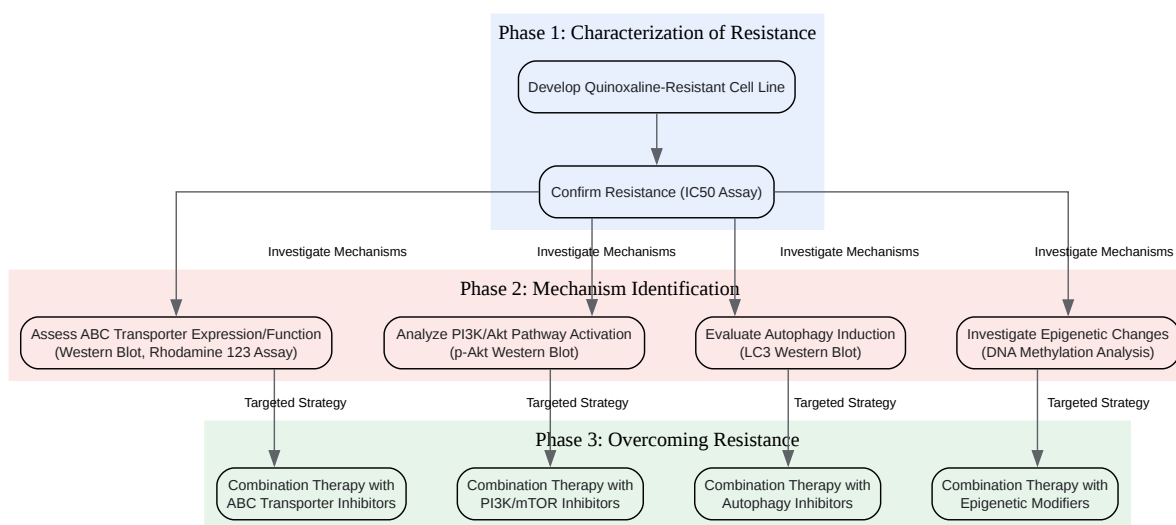 Phase 1: Characterization of Resistance
Develop Quinoxaline-Resistant Cell Line
Confirm Resistance (IC50 Assay)
Investigate Mechanisms
Investigate Mechanisms
Investigate Mechanisms
Investigate Mechanisms
Phase 2: Mechanism Identification
Assess ABC Transporter Expression/Function
(Western Blot, Rhodamine 123 Assay)
Analyze PI3K/Akt Pathway Activation
(p-Akt Western Blot)
Evaluate Autophagy Induction
(LC3 Western Blot)
Investigate Epigenetic Changes
(DNA Methylation Analysis)
Targeted Strategy
Targeted Strategy
Targeted Strategy
Targeted Strategy
Phase 3: Overcoming Resistance
Combination Therapy with
ABC Transporter Inhibitors
Combination Therapy with
PI3K/mTOR Inhibitors
Combination Therapy with
Autophagy Inhibitors
Combination Therapy with
Epigenetic Modifiers